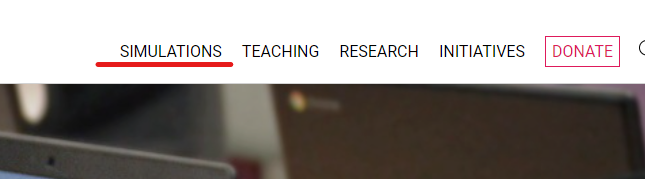 SIMULATIONS TEACHING RESEARCH INITIATIVES DONATE